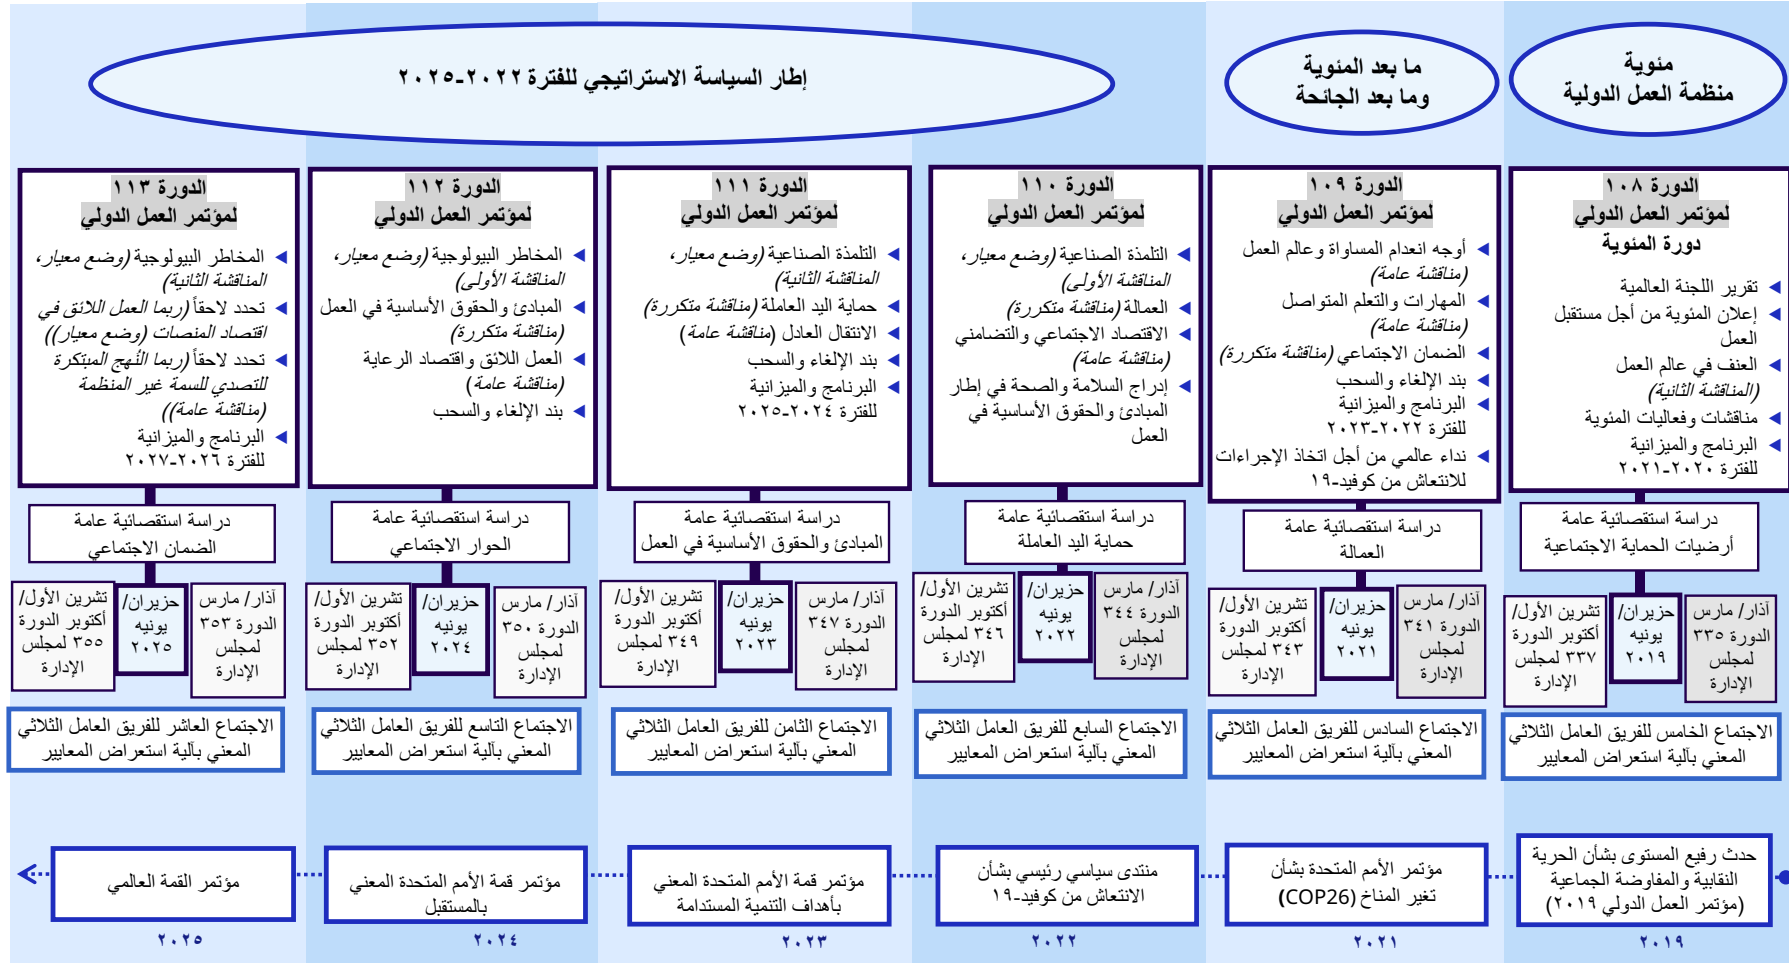 مئوية
منظمة العمل الدولية
ما بعد المئوية
وما بعد الجائحة
إطار السياسة الاستراتيجي للفترة ٢٠٢٢-٢٠٢٥
الدورة ١٠٨
لمؤتمر العمل الدولي
دورة المئوية
تقرير اللجنة العالمية
إعلان المئوية من أجل مستقبل
العمل
العنف في عالم العمل
(المناقشة الثانية)
مناقشات وفعاليات المئوية
البرنامج والميزانية
للفترة ٢٠٢٠-٢٠٢١
دراسة استقصائية عامة
أرضيات الحماية الاجتماعية
آذار/ مارس
الدورة ٣٣٥
لمجلس
الإدارة
حزيران/
يونيه
٢٠١٩
تشرين الأول/
أكتوبر الدورة
٣٣٧ لمجلس
الإدارة
الاجتماع الخامس للفريق العامل الثلاثي
المعني بآلية استعراض المعايير
حدث رفيع المستوى بشأن الحرية
النقابية والمفاوضة الجماعية
(مؤتمر العمل الدولي ٢٠١٩)
٢٠١٩
الدورة ١٠٩
لمؤتمر العمل الدولي
أوجه انعدام المساواة وعالم العمل
(مناقشة عامة)
المهارات والتعلم المتواصل
(مناقشة عامة)
الضمان الاجتماعي (مناقشة متكررة)
بند الإلغاء والسحب
البرنامج والميزانية
للفترة ٢٠٢٢-٢٠٢٣
نداء عالمي من أجل اتخاذ الإجراءات
للانتعاش من كوفيد-١٩
دراسة استقصائية عامة
العمالة
آذار/ مارس
الدورة ٣٤١
لمجلس
الإدارة
حزيران/
يونيه
٢٠٢١
تشرين الأول/
أكتوبر الدورة
٣٤٣ لمجلس
الإدارة
الاجتماع السادس للفريق العامل الثلاثي
المعني بآلية استعراض المعايير
مؤتمر الأمم المتحدة بشأن
تغير المناخ (COP26)
٢٠٢١
الدورة ١١٠
لمؤتمر العمل الدولي
التلمذة الصناعية (وضع معيار،
المناقشة الأولى)
العمالة (مناقشة متكررة)
الاقتصاد الاجتماعي والتضامني
(مناقشة عامة)
إدراج السلامة والصحة في إطار
المبادئ والحقوق الأساسية في
العمل
دراسة استقصائية عامة
حماية اليد العاملة
آذار/ مارس
الدورة ٣٤٤
لمجلس
الإدارة
حزيران/
يونيه
٢٠٢٢
تشرين الأول/
أكتوبر الدورة
٣٤٦ لمجلس
الإدارة
الاجتماع السابع للفريق العامل الثلاثي
المعني بآلية استعراض المعايير
منتدى سياسي رئيسي بشأن
الانتعاش من كوفيد-١٩
٢٠٢٢
الدورة ١١١
لمؤتمر العمل الدولي
التلمذة الصناعية (وضع معيار،
المناقشة الثانية)
حماية اليد العاملة (مناقشة متكررة)
الانتقال العادل (مناقشة عامة)
بند الإلغاء والسحب
البرنامج والميزانية
للفترة ٢٠٢٤-٢٠٢٥
دراسة استقصائية عامة
المبادئ والحقوق الأساسية في العمل
آذار/ مارس
الدورة ٣٤٧
لمجلس
الإدارة
حزيران/
يونيه
٢٠٢٣
تشرين الأول/
أكتوبر الدورة
٣٤٩ لمجلس
الإدارة
الاجتماع الثامن للفريق العامل الثلاثي
المعني بآلية استعراض المعايير
مؤتمر قمة الأمم المتحدة المعني
بأهداف التنمية المستدامة
٢٠٢٣
الدورة ١١٢
لمؤتمر العمل الدولي
المخاطر البيولوجية (وضع معيار،
المناقشة الأولى)
المبادئ والحقوق الأساسية في العمل
(مناقشة متكررة)
العمل اللائق واقتصاد الرعاية
(مناقشة عامة)
بند الإلغاء والسحب
دراسة استقصائية عامة
الحوار الاجتماعي
آذار/ مارس
الدورة ٣٥٠
لمجلس
الإدارة
حزيران/
يونيه
٢٠٢٤
تشرين الأول/
أكتوبر الدورة
٣٥٢ لمجلس
الإدارة
الاجتماع التاسع للفريق العامل الثلاثي
المعني بآلية استعراض المعايير
مؤتمر قمة الأمم المتحدة المعني
بالمستقبل
٢٠٢٤
الدورة ١١٣
لمؤتمر العمل الدولي
المخاطر البيولوجية (وضع معيار،
المناقشة الثانية)
تحدد لاحقاً (ربما العمل اللائق في
اقتصاد المنصات (وضع معيار))
تحدد لاحقاً (ربما النُهج المبتكرة
للتصدي للسمة غير المنظمة
(مناقشة عامة))
البرنامج والميزانية
للفترة ٢٠٢٦-٢٠٢٧
دراسة استقصائية عامة
الضمان الاجتماعي
آذار/ مارس
الدورة ٣٥٣
لمجلس
الإدارة
حزيران/
يونيه
٢٠٢٥
تشرين الأول/
أكتوبر الدورة
٣٥٥ لمجلس
الإدارة
الاجتماع العاشر للفريق العامل الثلاثي
المعني بآلية استعراض المعايير
مؤتمر القمة العالمي
٢٠٢٥